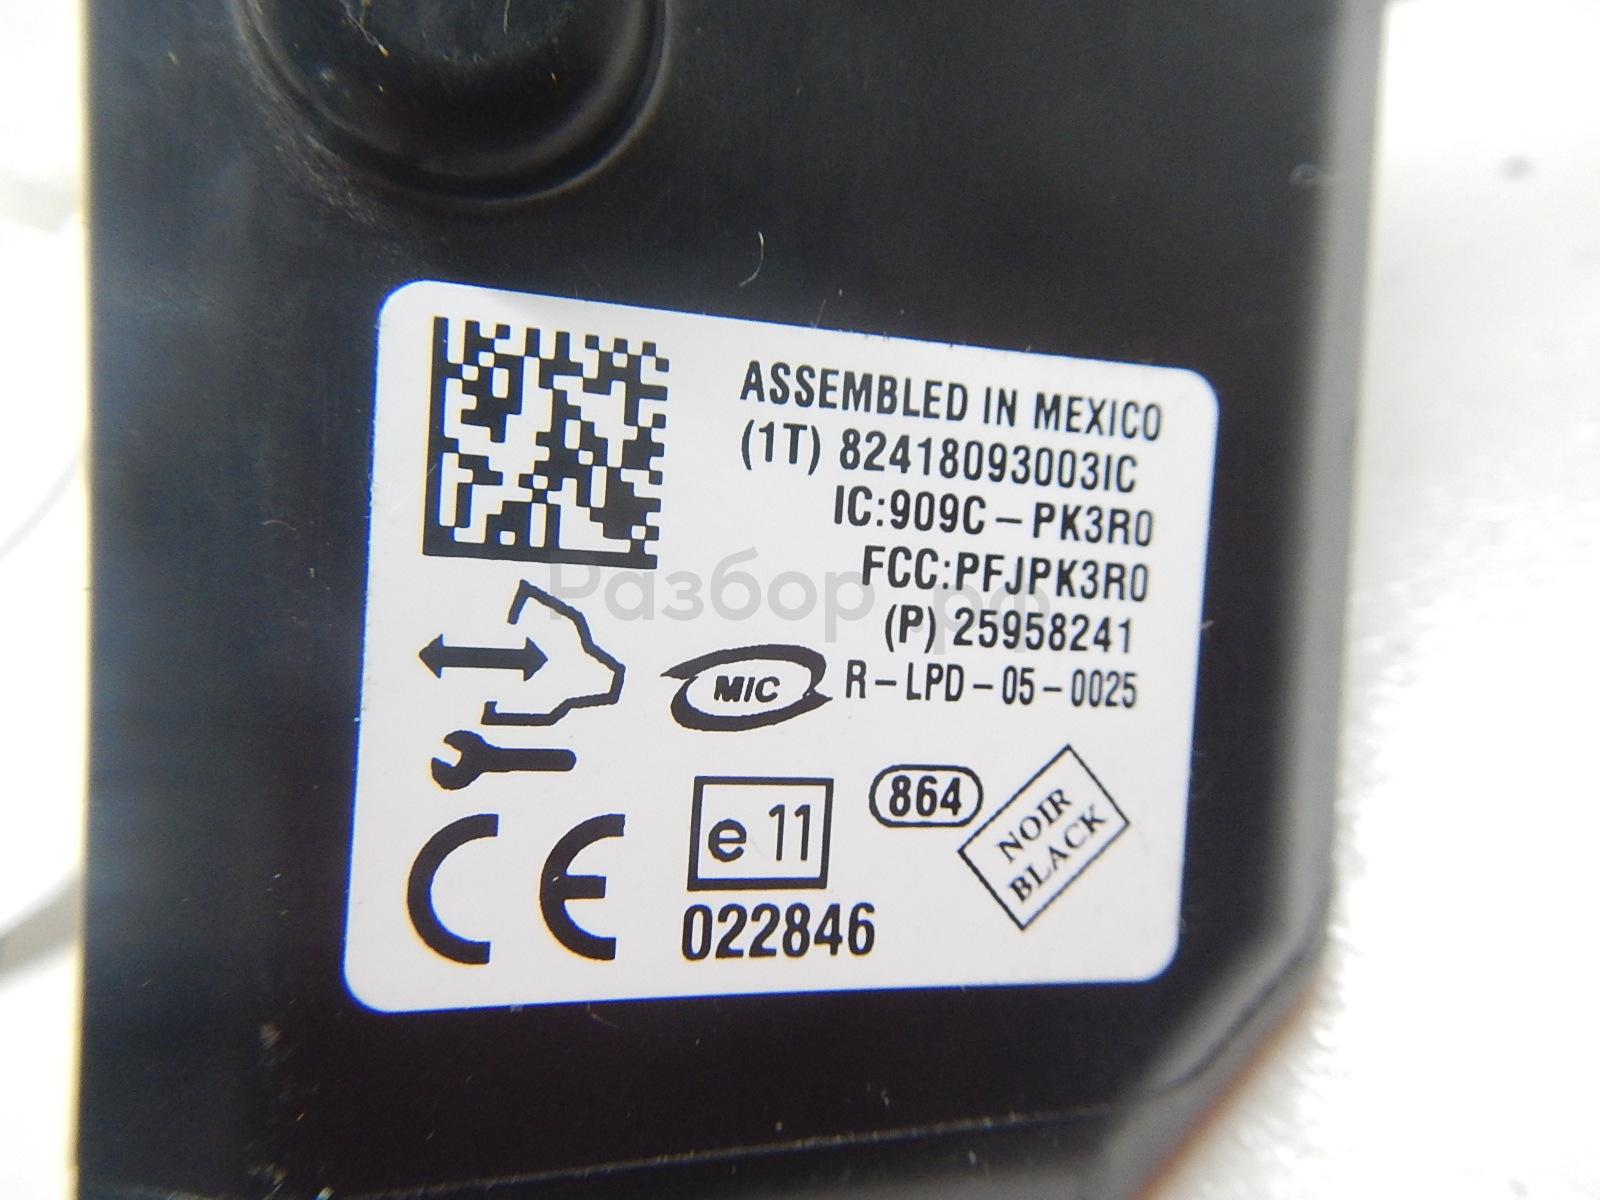 ASSEMBLED IN MEXICO
(1T) 82418093003IC
IC:909C-PK3R0
FCC:PFJPK3R0
Разбор.рф
(P) 25958241
MIC R-LPD-05-0025
864
NOIR
BLACK
e 11
CE
022846